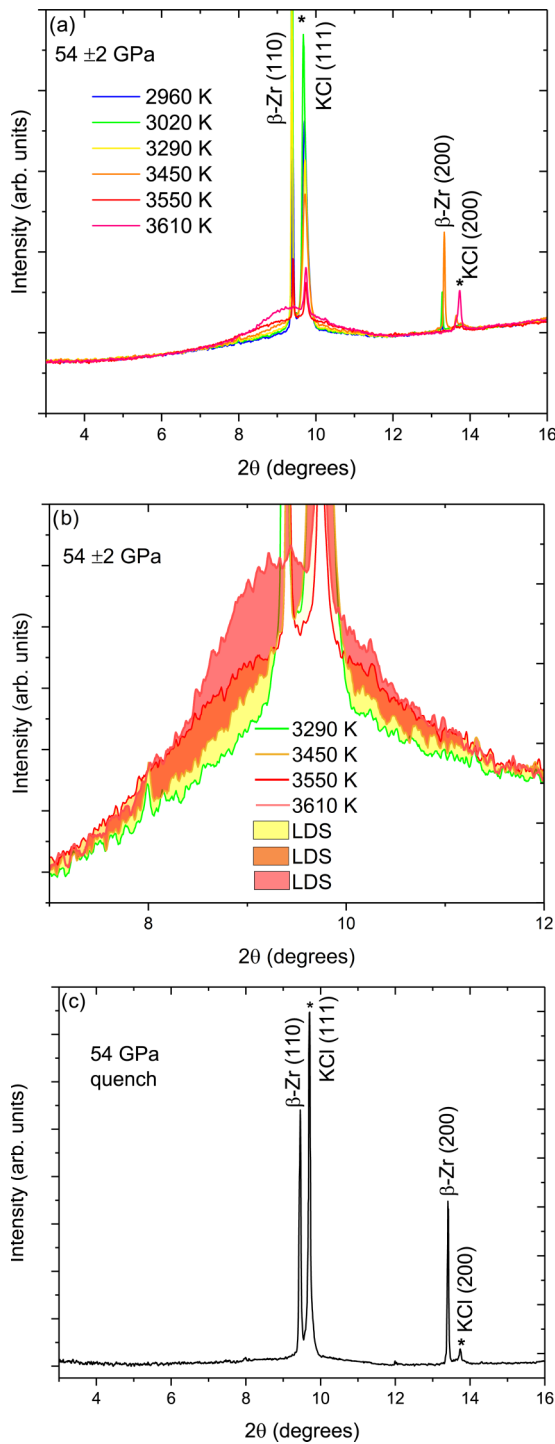 (a)
54 ±2 GPa
2960 K
3020 K
3290 K
3450 K
3550 K
3610 K
β-Zr (110)
*
KCl (111)
β-Zr (200)
*KCl (200)
Intensity (arb. units)
4 6 8 10 12 14 16
2θ (degrees)
(b)
54 ±2 GPa
3290 K
3450 K
3550 K
3610 K
LDS
LDS
LDS
Intensity (arb. units)
8 10 12
2θ (degrees)
(c)
54 GPa
quench
β-Zr (110)
*
KCl (111)
β-Zr (200)
*KCl (200)
Intensity (arb. units)
4 6 8 10 12 14 16
2θ (degrees)